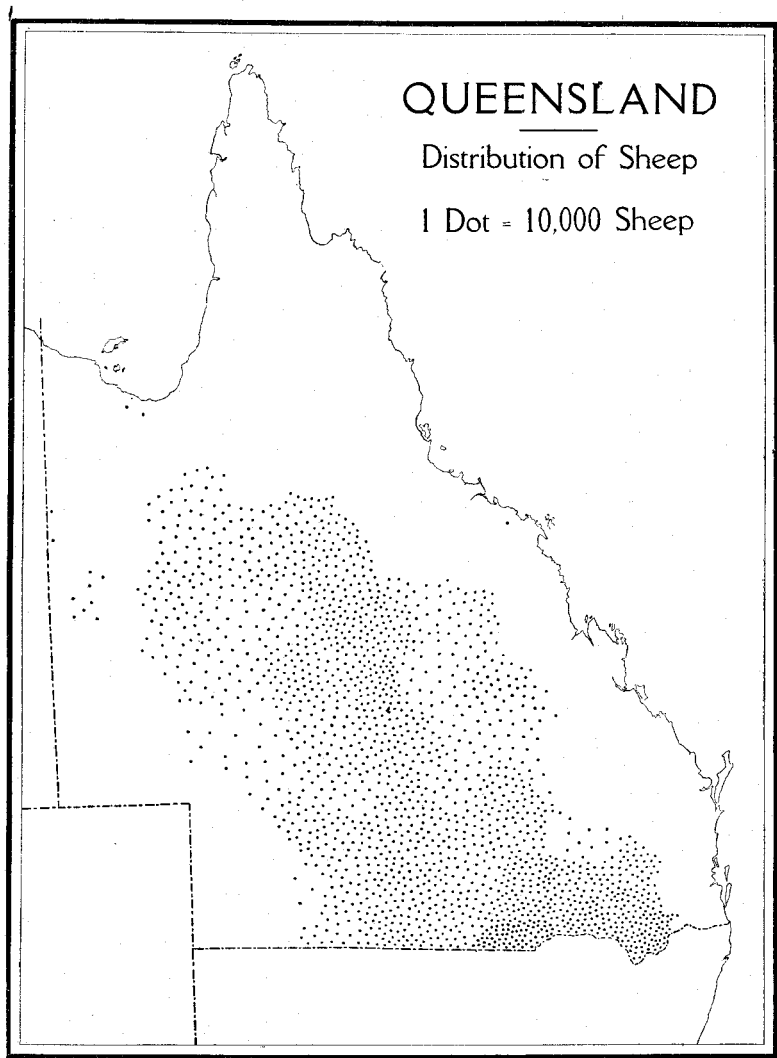 QUEENSLAND
Distribution of Sheep
1 Dot = 10,000 Sheep